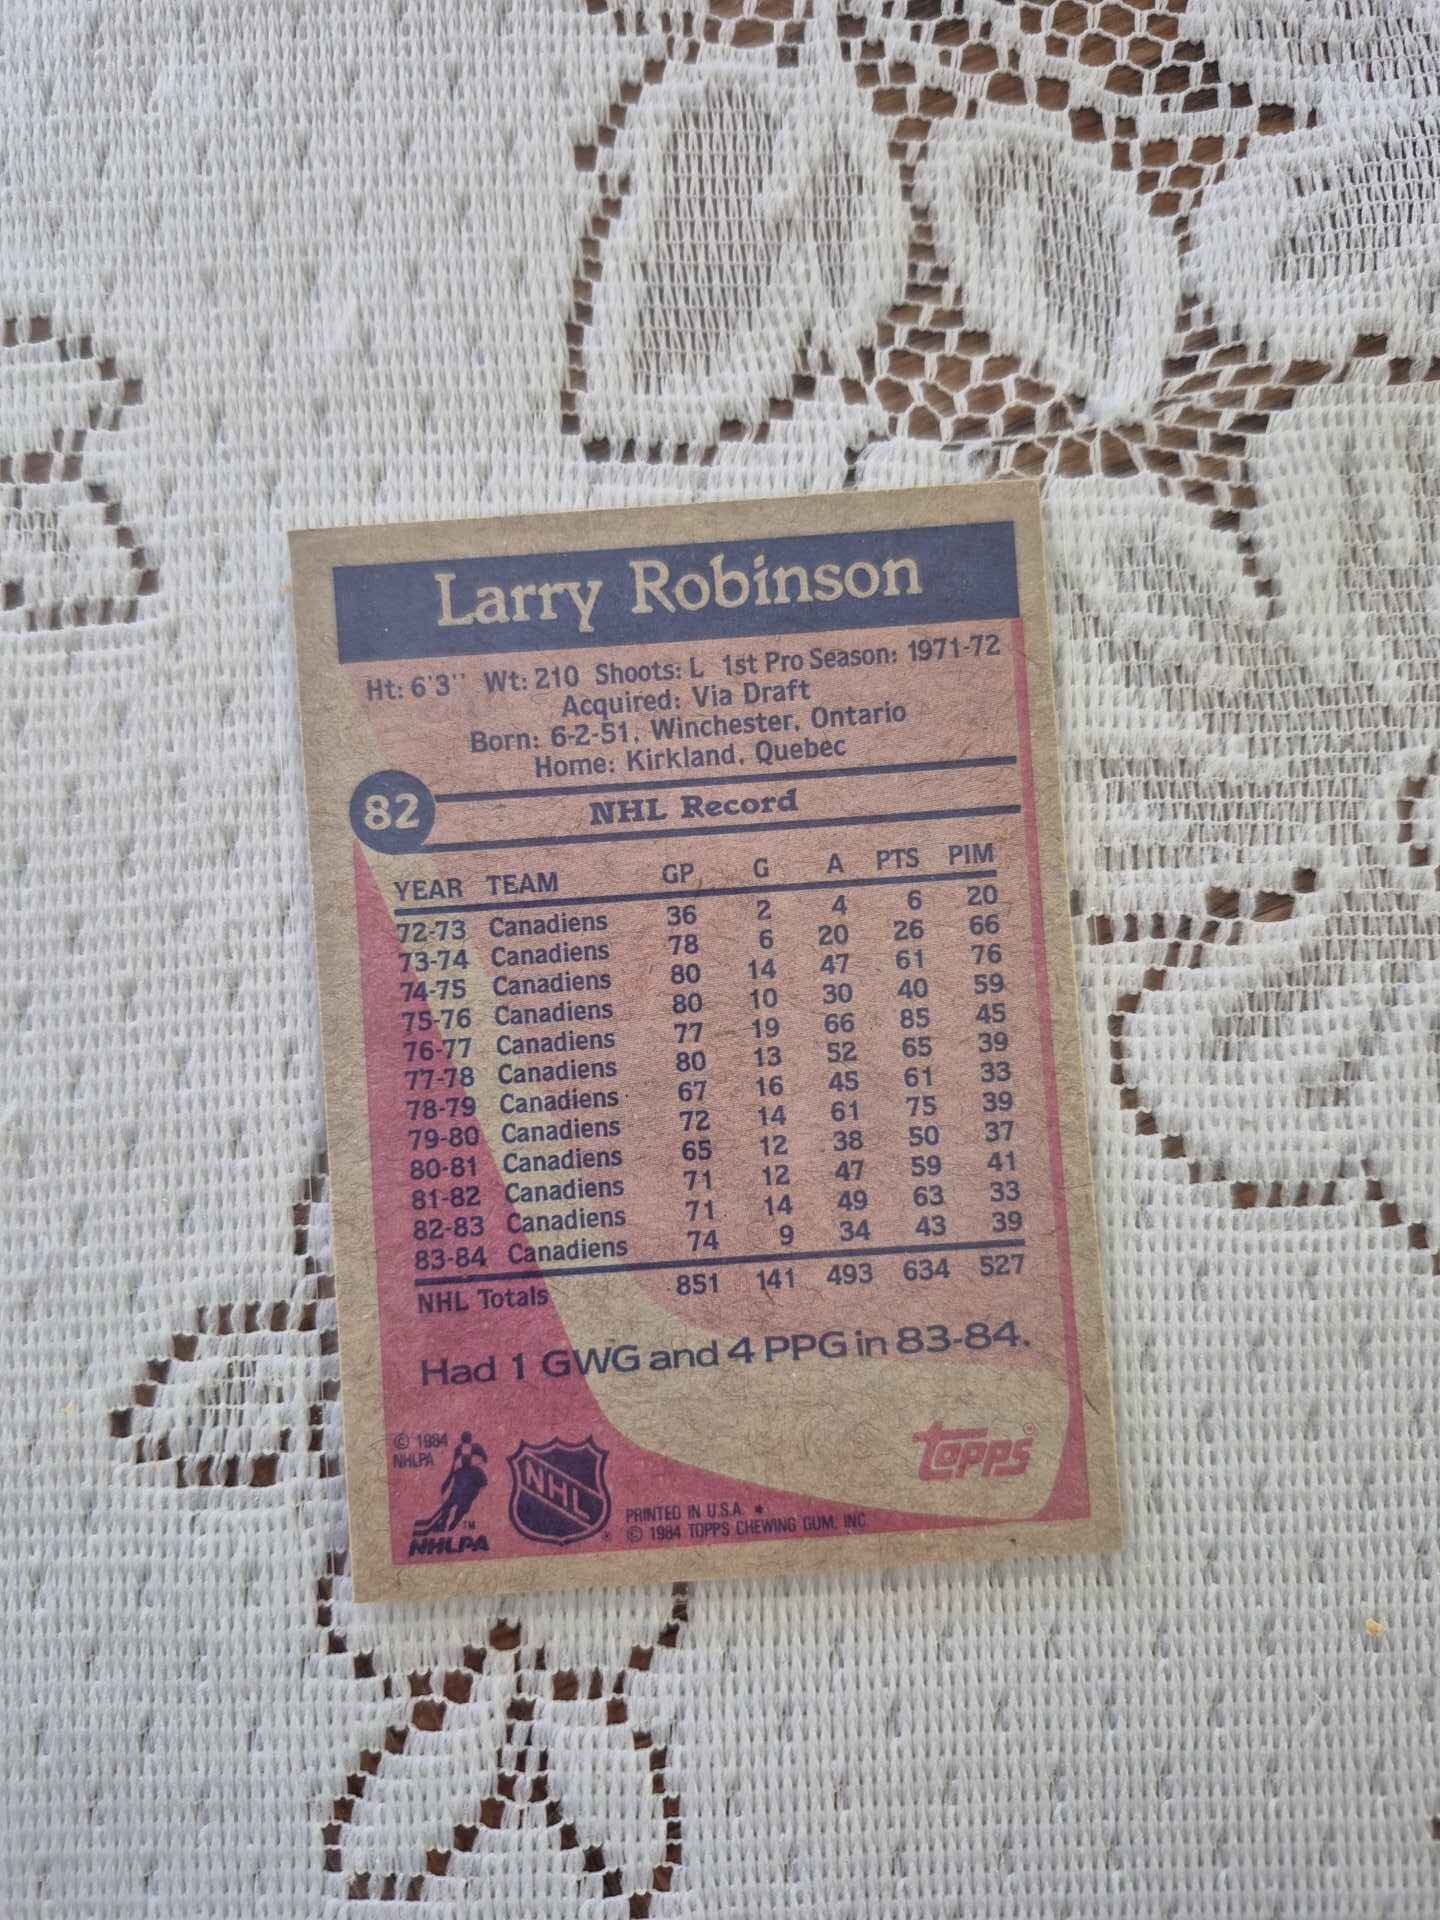 Larry Robinson
Ht: 6'3" Wt: 210 Shoots: L 1st Pro Season: 1971-72
Acquired: Via Draft
Born: 6-2-51, Winchester, Ontario
Home: Kirkland, Quebec
82 NHL Record
YEAR TEAM GP G A PTS PIM
72-73 Canadiens 36 2 4 6 20
73-74 Canadiens 78 6 20 26 66
74-75 Canadiens 80 14 47 61 76
75-76 Canadiens 80 10 30 40 59
76-77 Canadiens 77 19 66 85 45
77-78 Canadiens 80 13 52 65 39
78-79 Canadiens 67 16 45 61 33
79-80 Canadiens 72 14 61 75 39
80-81 Canadiens 65 12 38 50 37
81-82 Canadiens 71 12 47 59 41
82-83 Canadiens 71 14 49 63 33
83-84 Canadiens 74 9 34 43 39
NHL Totals 851 141 493 634 527
Had 1 GWG and 4 PPG in 83-84.
© 1984
NHLPA
TM
NHLPA
NHL
®
topps®
PRINTED IN U.S.A. *
© 1984 TOPPS CHEWING GUM, INC.